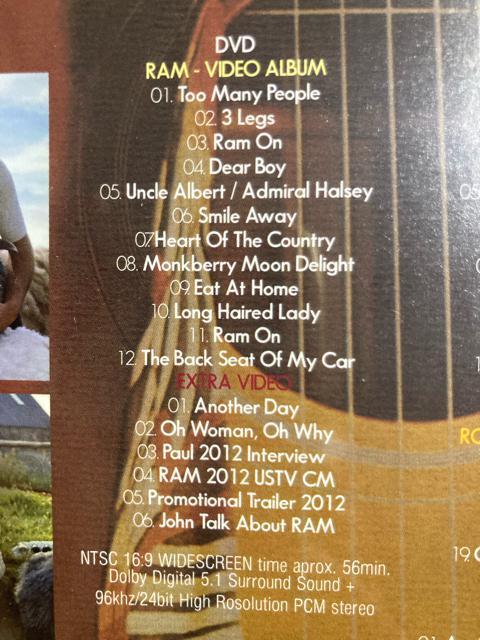 DVD
RAM - VIDEO ALBUM
01. Too Many People
02. 3 Legs
03. Ram On
04. Dear Boy
05. Uncle Albert / Admiral Halsey
06. Smile Away
07.Heart Of The Country
08. Monkberry Moon Delight
09. Eat At Home
10. Long Haired Lady
11. Ram On
12. The Back Seat Of My Car
EXTRA VIDEO
01. Another Day
02. Oh Woman, Oh Why
03. Paul 2012 Interview
04. RAM 2012 USTV CM
05. Promotional Trailer 2012
06. John Talk About RAM
NTSC 16:9 WIDESCREEN time aprox. 56min.
Dolby Digital 5.1 Surround Sound +
96khz/24bit High Rosolution PCM stereo
19.